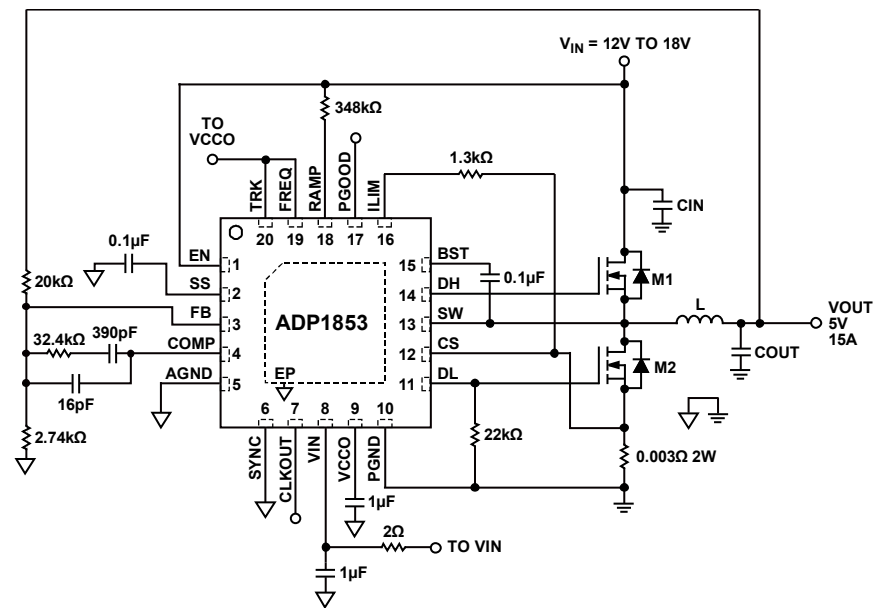 VIN = 12V TO 18V
348kΩ
TO
VCCO
1.3kΩ
TRK
FREQ
RAMP
PGOOD
ILIM
CIN
20
19
18
17
16
0.1µF
EN
1
15
BST
SS
2
14
DH
0.1µF
M1
20kΩ
FB
3
ADP1853
13
SW
L
VOUT
5V
15A
32.4kΩ
390pF
COMP
4
12
CS
M2
COUT
AGND
5
EP
11
DL
16pF
6
7
8
9
10
2.74kΩ
22kΩ
0.003Ω 2W
SYNC
CLKOUT
VIN
VCCO
PGND
1µF
2Ω
TO VIN
1µF